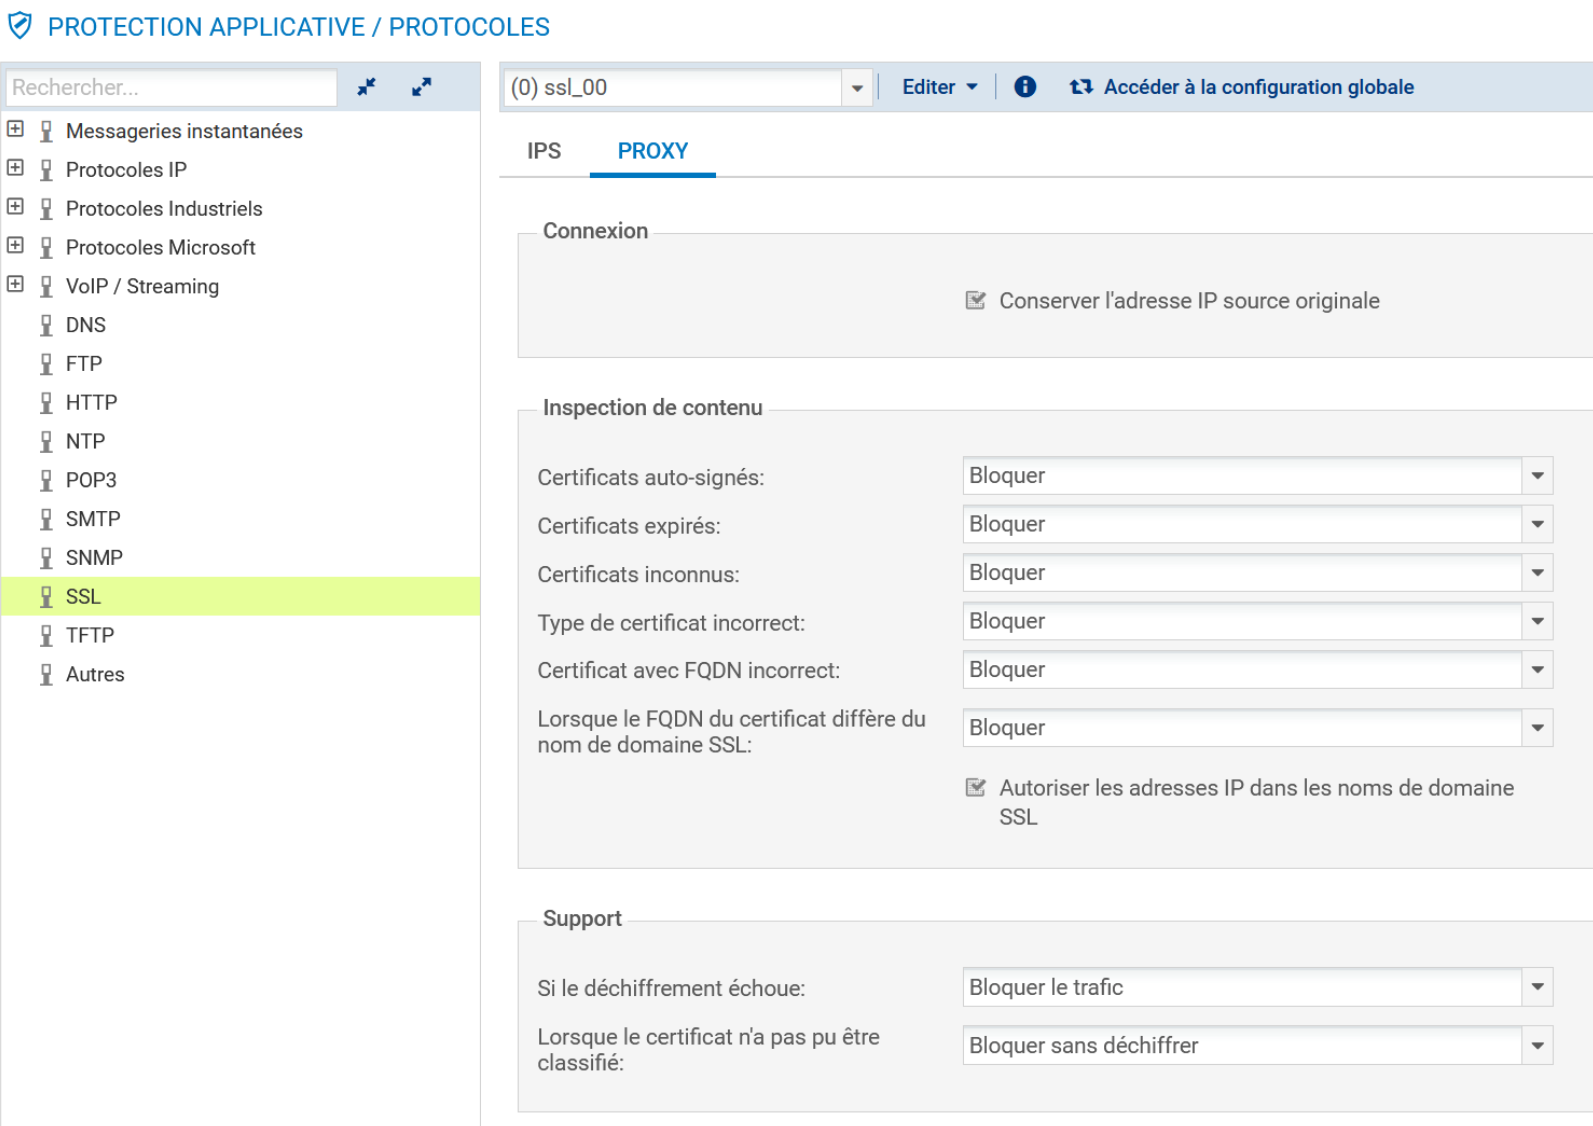 PROTECTION APPLICATIVE / PROTOCOLES
Rechercher...
Messageries instantanées
Protocoles IP
Protocoles Industriels
Protocoles Microsoft
VoIP / Streaming
DNS
FTP
HTTP
NTP
POP3
SMTP
SNMP
SSL
TFTP
Autres
(0) ssl_00
Editer
Accéder à la configuration globale
IPS
PROXY
Connexion
Conserver l'adresse IP source originale
Inspection de contenu
Certificats auto-signés:
Bloquer
Certificats expirés:
Bloquer
Certificats inconnus:
Bloquer
Type de certificat incorrect:
Bloquer
Certificat avec FQDN incorrect:
Bloquer
Lorsque le FQDN du certificat diffère du
nom de domaine SSL:
Bloquer
Autoriser les adresses IP dans les noms de domaine
SSL
Support
Si le déchiffrement échoue:
Bloquer le trafic
Lorsque le certificat n'a pas pu être
classifié:
Bloquer sans déchiffrer